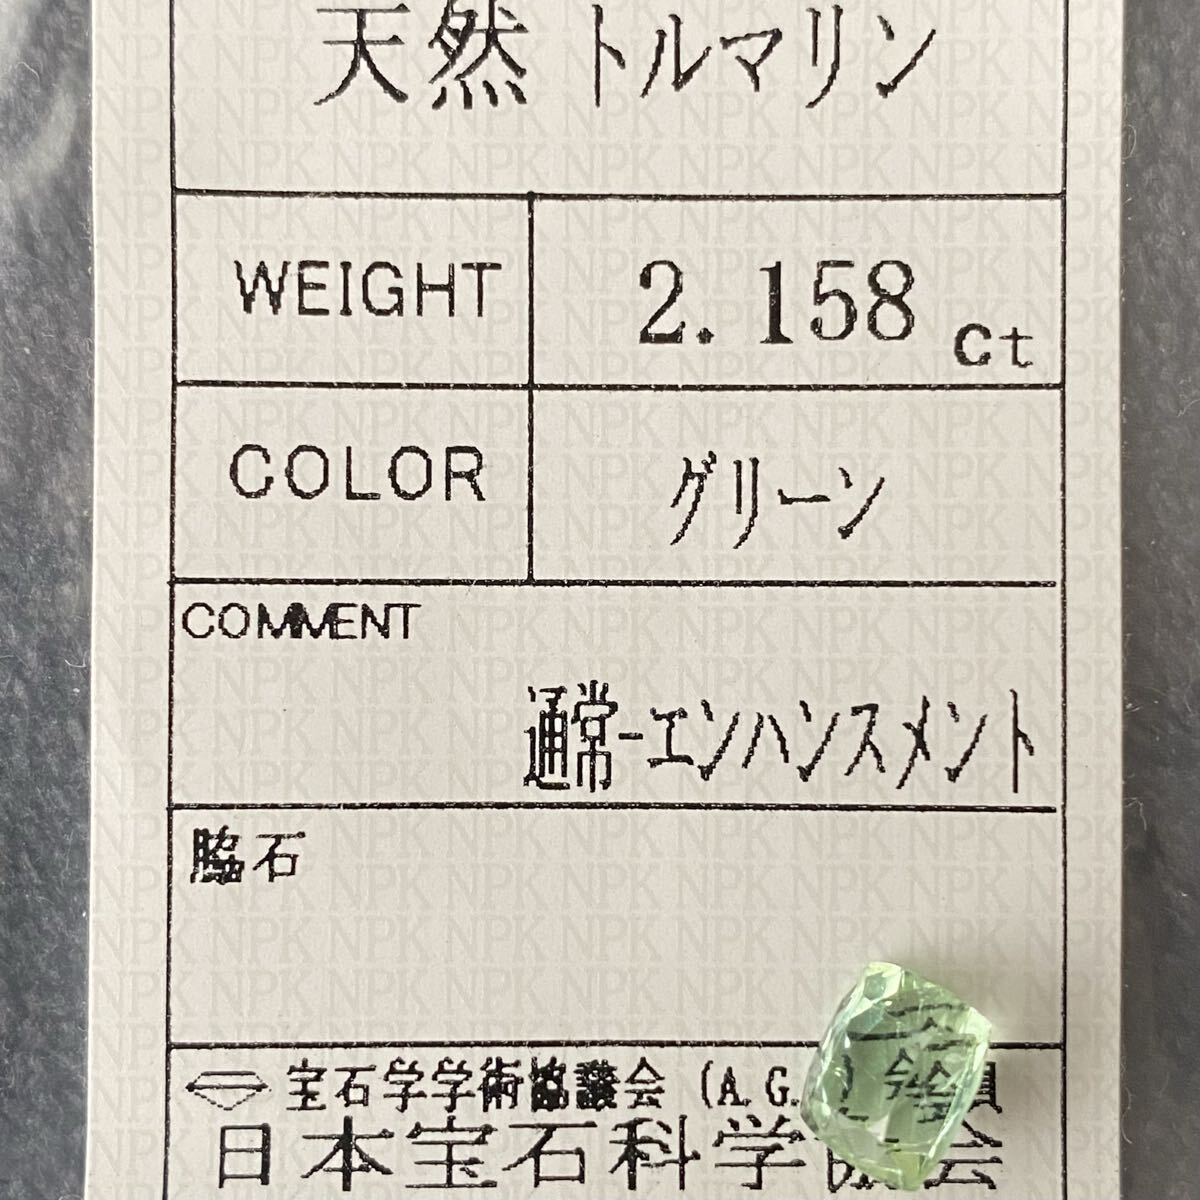 天然 トルマリン
WEIGHT 2.158 ct
COLOR グリーン
COMMENT
通常-エンハンスメント
脇石
宝石学学術協議会 (A.G.
日本宝石科学協会